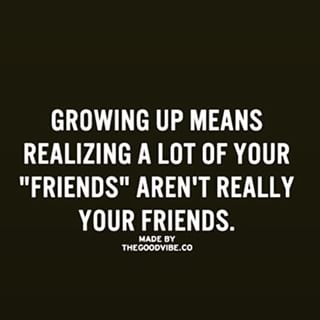 GROWING UP MEANS
REALIZING A LOT OF YOUR
"FRIENDS" AREN'T REALLY
YOUR FRIENDS.
MADE BY
THEGOODVIBE.CO